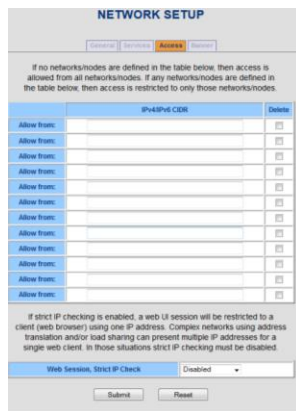 NETWORK SETUP
General Services Access Banner
If no networks/nodes are defined in the table below, then access is
allowed from all networks/nodes. If any networks/nodes are defined in
the table below, then access is restricted to only those networks/nodes.
IPv4/IPv6 CIDR Delete
Allow from:
Allow from:
Allow from:
Allow from:
Allow from:
Allow from:
Allow from:
Allow from:
Allow from:
Allow from:
Allow from:
Allow from:
If strict IP checking is enabled, a web UI session will be restricted to a
client (web browser) using one IP address. Complex networks using address
translation and/or load sharing can present multiple IP addresses for a
single web client. In those situations strict IP checking must be disabled.
Web Session, Strict IP Check Disabled
Submit Reset